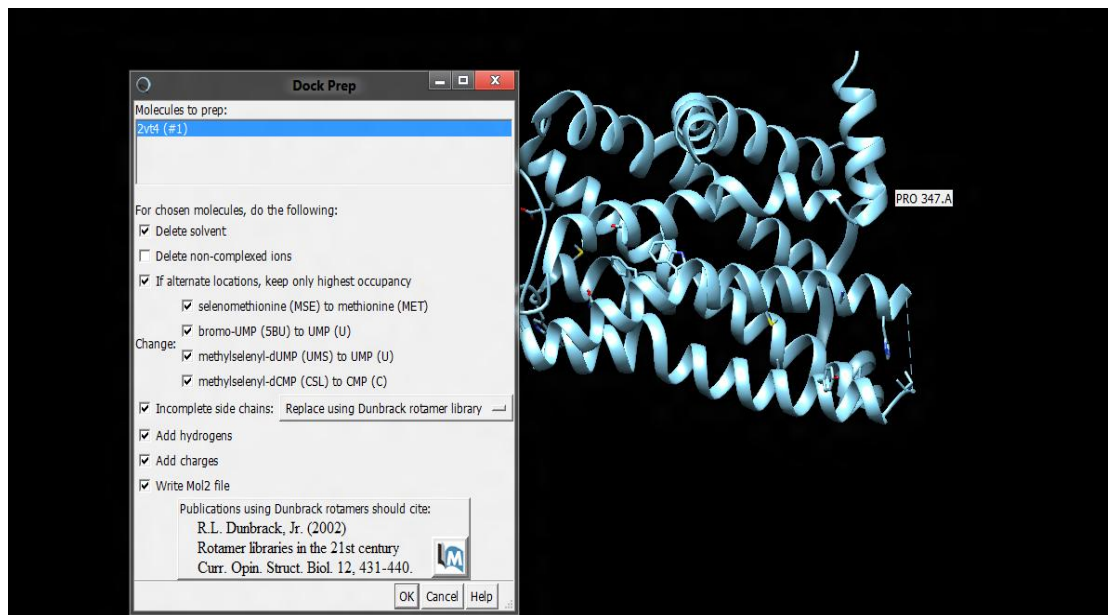 Dock Prep
Molecules to prep:
2vt4 (#1)
For chosen molecules, do the following:
Delete solvent
Delete non-complexed ions
If alternate locations, keep only highest occupancy
selenomethionine (MSE) to methionine (MET)
bromo-UMP (5BU) to UMP (U)
Change:
methylselenyl-dUMP (UMS) to UMP (U)
methylselenyl-dCMP (CSL) to CMP (C)
Incomplete side chains: Replace using Dunbrack rotamer library
Add hydrogens
Add charges
Write Mol2 file
Publications using Dunbrack rotamers should cite:
R.L. Dunbrack, Jr. (2002)
Rotamer libraries in the 21st century
Curr. Opin. Struct. Biol. 12, 431-440.
M
OK Cancel Help
PRO 347.A